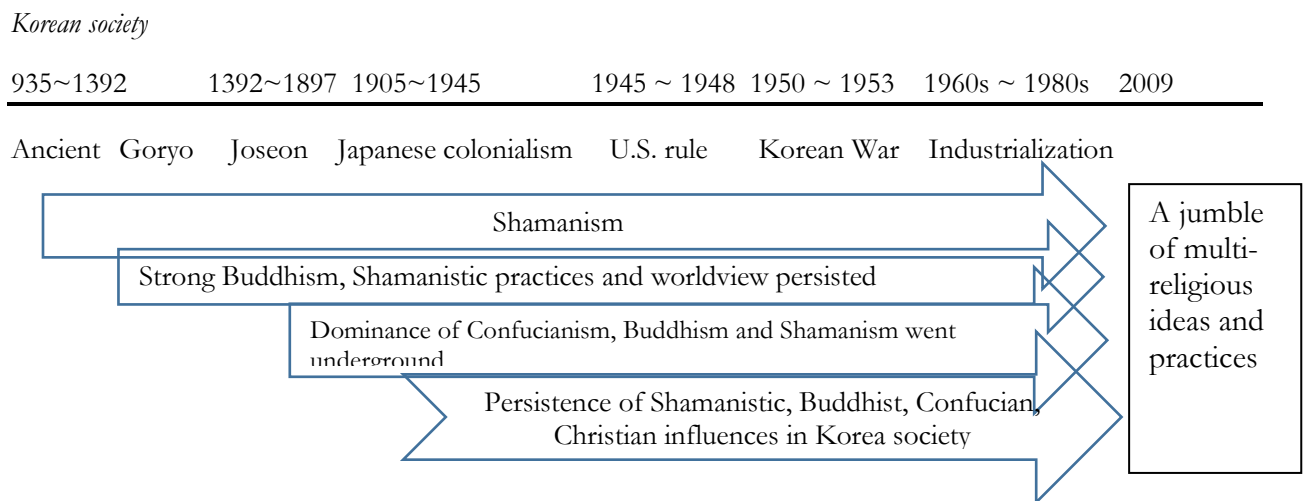 Korean society
935~1392 1392~1897 1905~1945 1945 ~ 1948 1950 ~ 1953 1960s ~ 1980s 2009
Ancient Goryo Joseon Japanese colonialism U.S. rule Korean War Industrialization
Shamanism
Strong Buddhism, Shamanistic practices and worldview persisted
Dominance of Confucianism, Buddhism and Shamanism went
underground
Persistence of Shamanistic, Buddhist, Confucian,
Christian influences in Korea society
A jumble
of multi-
religious
ideas and
practices